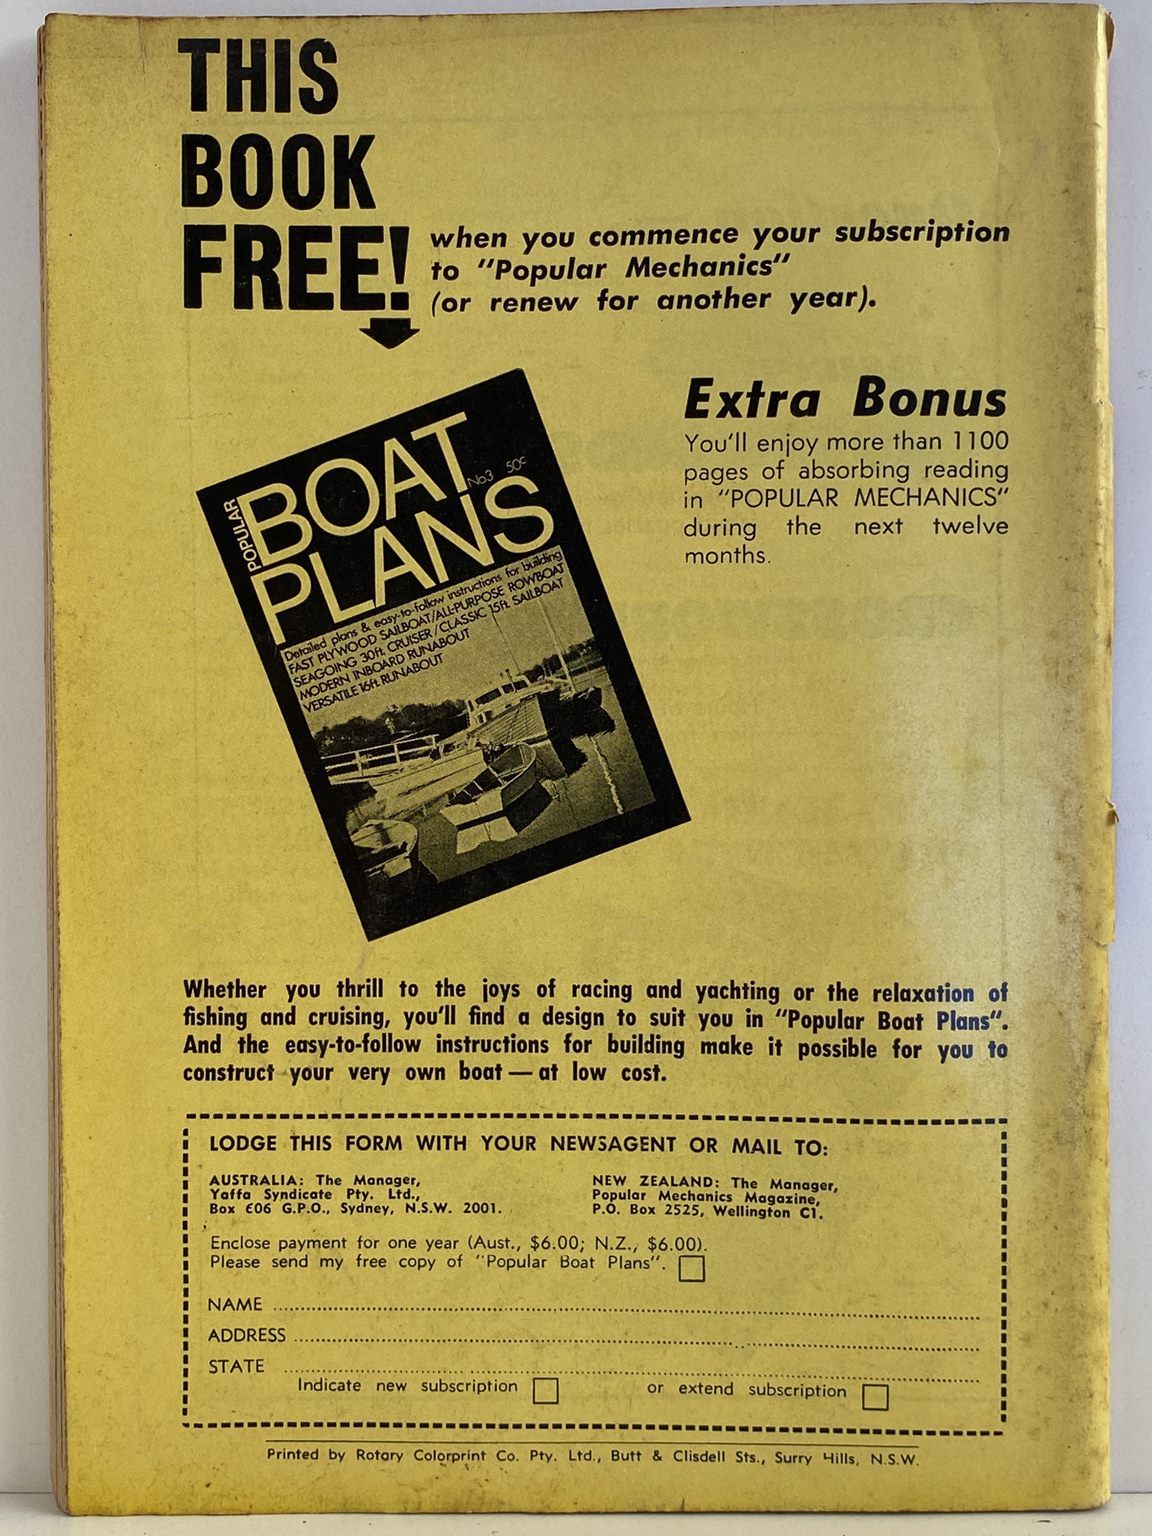 THIS
BOOK
FREE!
when you commence your subscription
to "Popular Mechanics"
(or renew for another year).
POPULAR
BOAT
No3 50c
PLANS
Detailed plans & easy-to-follow instructions for building
FAST PLYWOOD SAILBOAT/ALL-PURPOSE ROWBOAT
SEAGOING 30ft. CRUISER/CLASSIC 15ft. SAILBOAT
MODERN INBOARD RUNABOUT
VERSATILE 16ft. RUNABOUT
Extra Bonus
You'll enjoy more than 1100
pages of absorbing reading
in "POPULAR MECHANICS"
during the next twelve
months.
Whether you thrill to the joys of racing and yachting or the relaxation of
fishing and cruising, you'll find a design to suit you in "Popular Boat Plans".
And the easy-to-follow instructions for building make it possible for you to
construct your very own boat — at low cost.
LODGE THIS FORM WITH YOUR NEWSAGENT OR MAIL TO:
AUSTRALIA: The Manager,
Yaffa Syndicate Pty. Ltd.,
Box 606 G.P.O., Sydney, N.S.W. 2001.
NEW ZEALAND: The Manager,
Popular Mechanics Magazine,
P.O. Box 2525, Wellington C1.
Enclose payment for one year (Aust., $6.00; N.Z., $6.00).
Please send my free copy of "Popular Boat Plans".
NAME
ADDRESS
STATE
Indicate new subscription or extend subscription
Printed by Rotary Colorprint Co. Pty. Ltd., Butt & Clisdell Sts., Surry Hills, N.S.W.